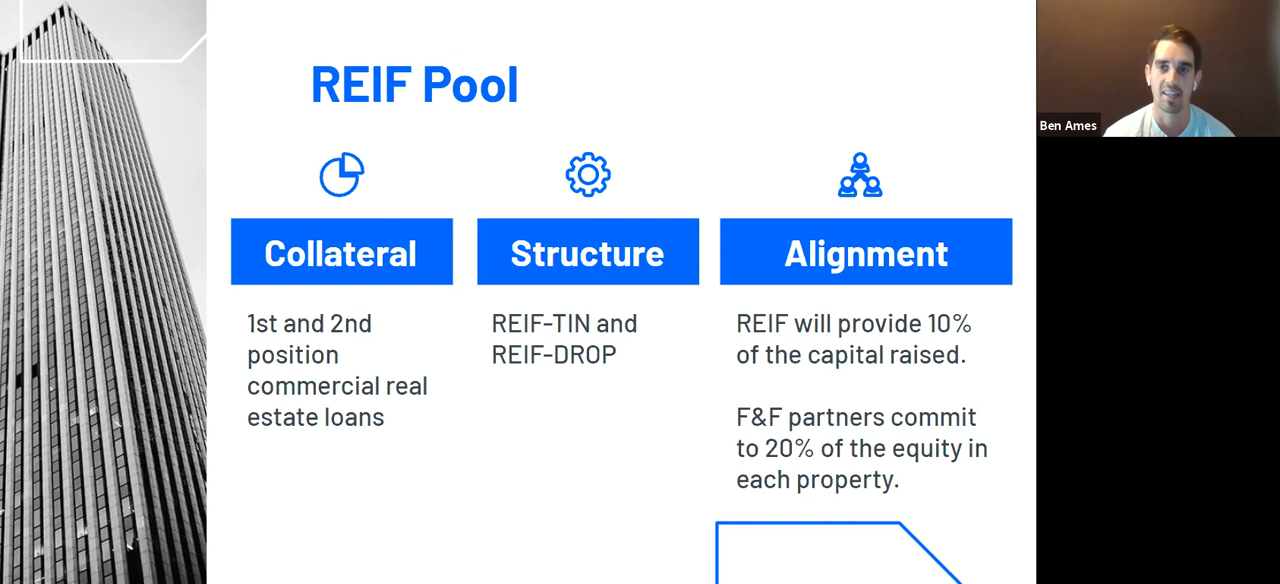 REIF Pool
Collateral
1st and 2nd
position
commercial real
estate loans
Structure
REIF-TIN and
REIF-DROP
Alignment
REIF will provide 10%
of the capital raised.
F&F partners commit
to 20% of the equity in
each property.
Ben Ames